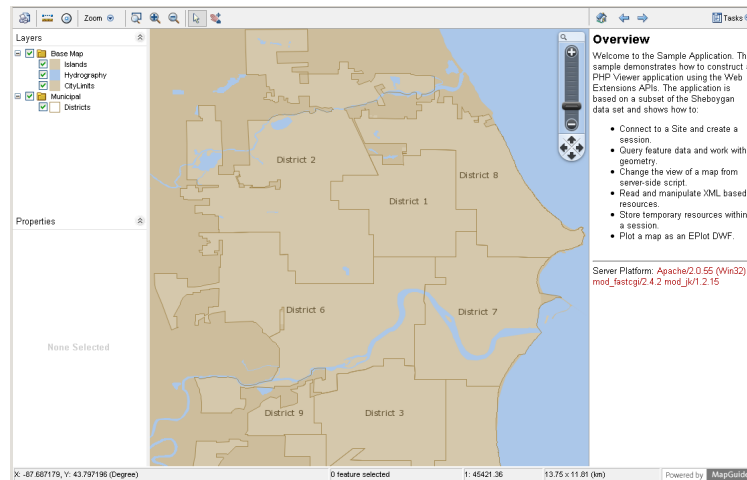 Zoom
Tasks
Layers
Base Map
Islands
Hydrography
CityLimits
Municipal
Districts
Properties
None Selected
District 2
District 8
District 1
District 6
District 7
District 9
District 3
Overview
Welcome to the Sample Application.
sample demonstrates how to construct
PHP Viewer application using the Web
Extensions APIs. The application is
based on a subset of the Sheboygan
data set and shows how to:
• Connect to a Site and create a
session.
• Query feature data and work with
geometry.
• Change the view of a map from
server-side script.
• Read and manipulate XML based
resources.
• Store temporary resources within
a session.
• Plot a map as an EPlot DWF.
Server Platform: Apache/2.0.55 (Win32)
mod_fastcgi/2.4.2 mod_jk/1.2.15
X: -87.687179, Y: 43.797196 (Degree)
0 feature selected
1: 45421.36
13.75 x 11.81 (km)
Powered by MapGuide